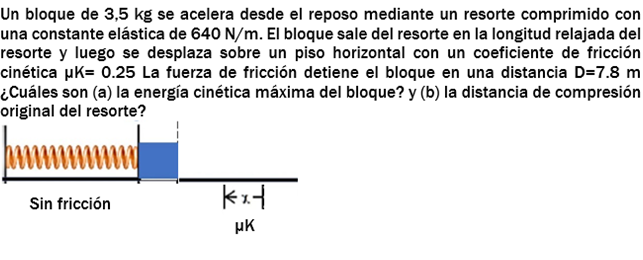 Un bloque de 3,5 kg se acelera desde el reposo mediante un resorte comprimido con
una constante elástica de 640 N/m. El bloque sale del resorte en la longitud relajada del
resorte y luego se desplaza sobre un piso horizontal con un coeficiente de fricción
cinética μK= 0.25 La fuerza de fricción detiene el bloque en una distancia D=7.8 m
¿Cuáles son (a) la energía cinética máxima del bloque? y (b) la distancia de compresión
original del resorte?
x
Sin fricción
μK